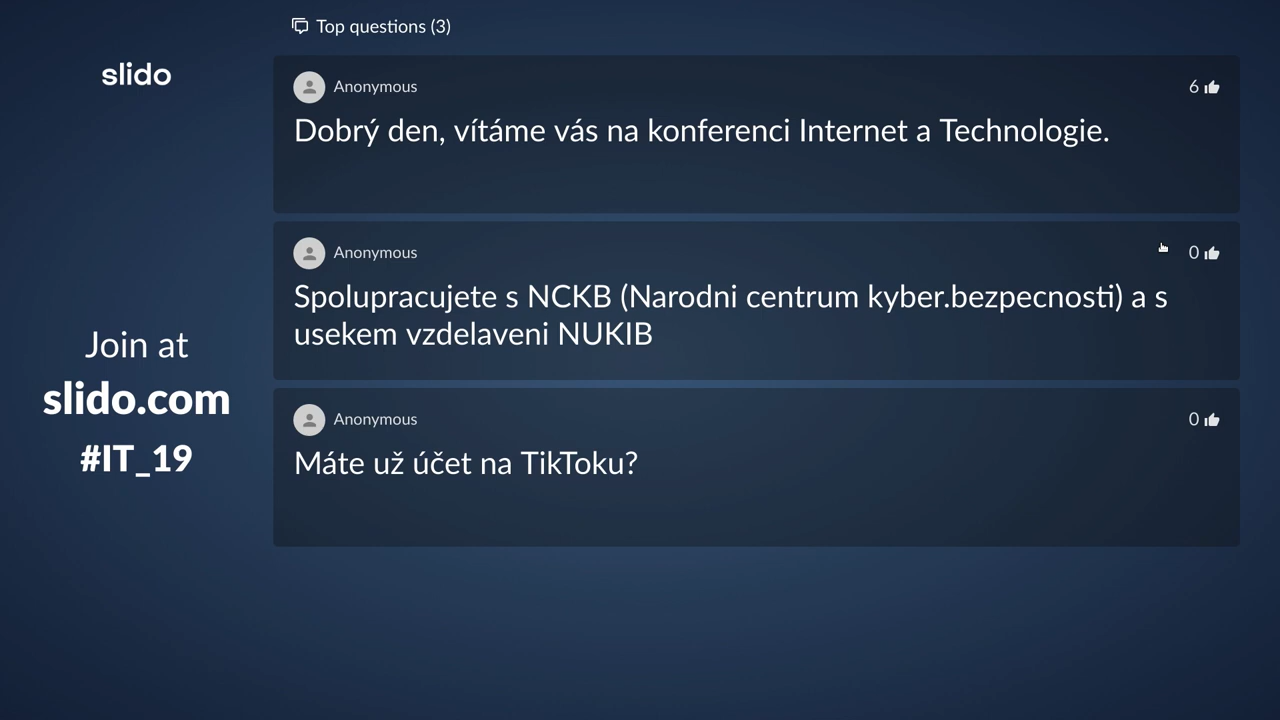 Top questions (3)
slido
Anonymous
6
Dobrý den, vítáme vás na konferenci Internet a Technologie.
Anonymous
0
Spolupracujete s NCKB (Narodni centrum kyber.bezpecnosti) a s
usekem vzdelaveni NUKIB
Anonymous
0
Máte už účet na TikToku?
Join at
slido.com
#IT_19